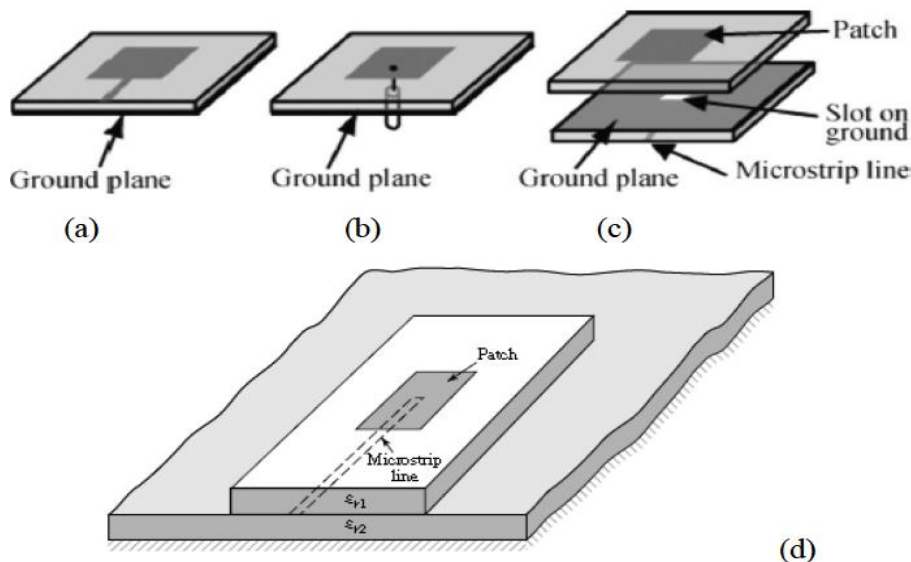 Ground plane
(a)
Ground plane
(b)
Patch
Slot on
ground
Ground plane
Microstrip line
(c)
Patch
Microstrip
line
εr1
εr2
(d)